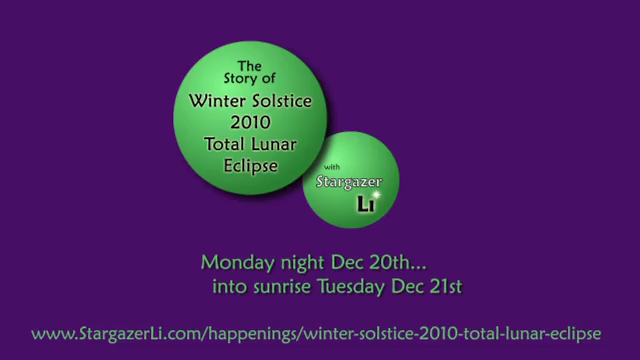 The
Story of
Winter Solstice
2010
Total Lunar
Eclipse
with
Stargazer
Li
Monday night Dec 20th...
into sunrise Tuesday Dec 21st
www.StargazerLi.com/happenings/winter-solstice-2010-total-lunar-eclipse